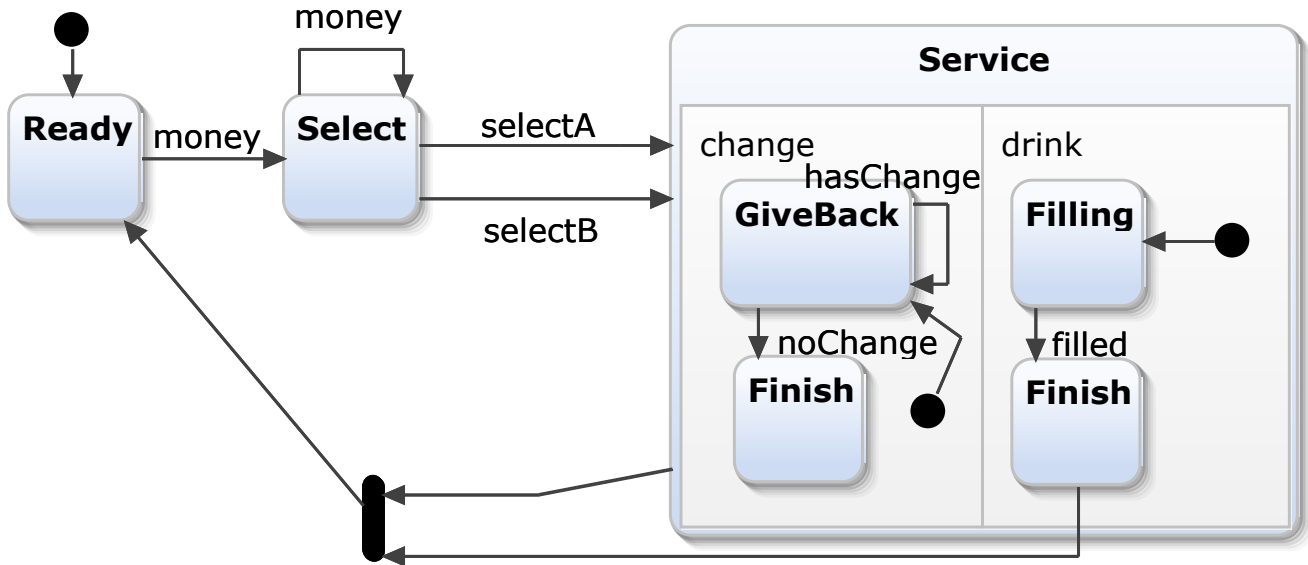 money
Service
Ready
money
Select
selectA
selectB
change
hasChange
GiveBack
noChange
Finish
drink
Filling
filled
Finish